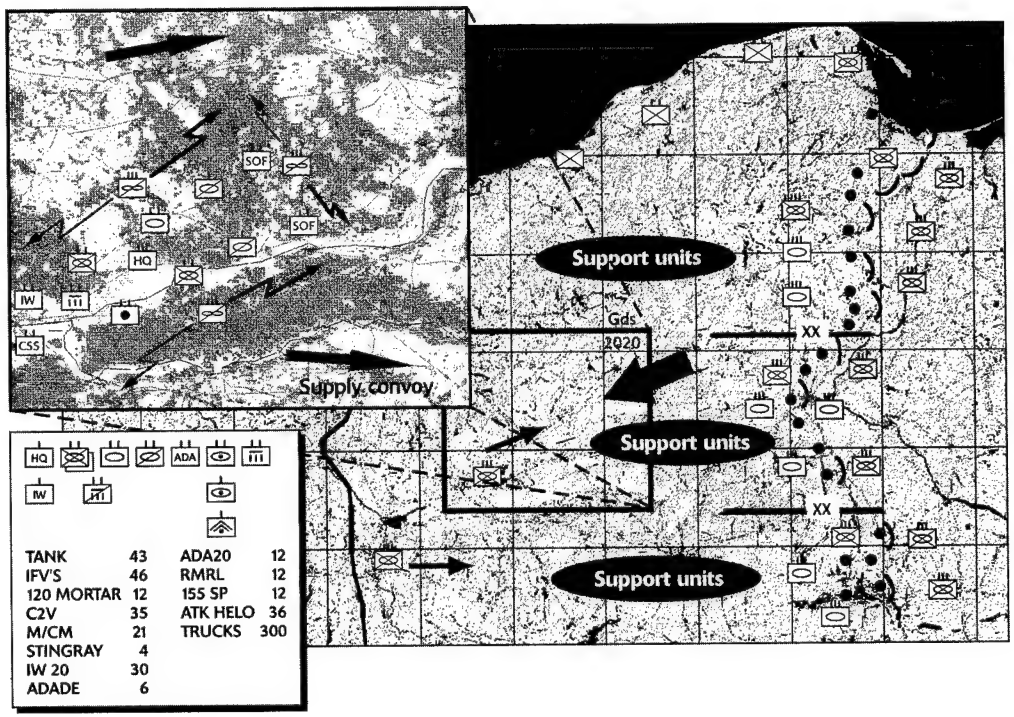 SOF
SOF
HQ
IW
CSS
Supply convoy
Support units
XX
Gds
2020
Support units
XX
Support units
HQ ADA
IW
TANK 43 ADA20 12
IFV'S 46 RMRL 12
120 MORTAR 12 155 SP 12
C2V 35 ATK HELO 36
M/CM 21 TRUCKS 300
STINGRAY 4
IW 20 30
ADADE 6